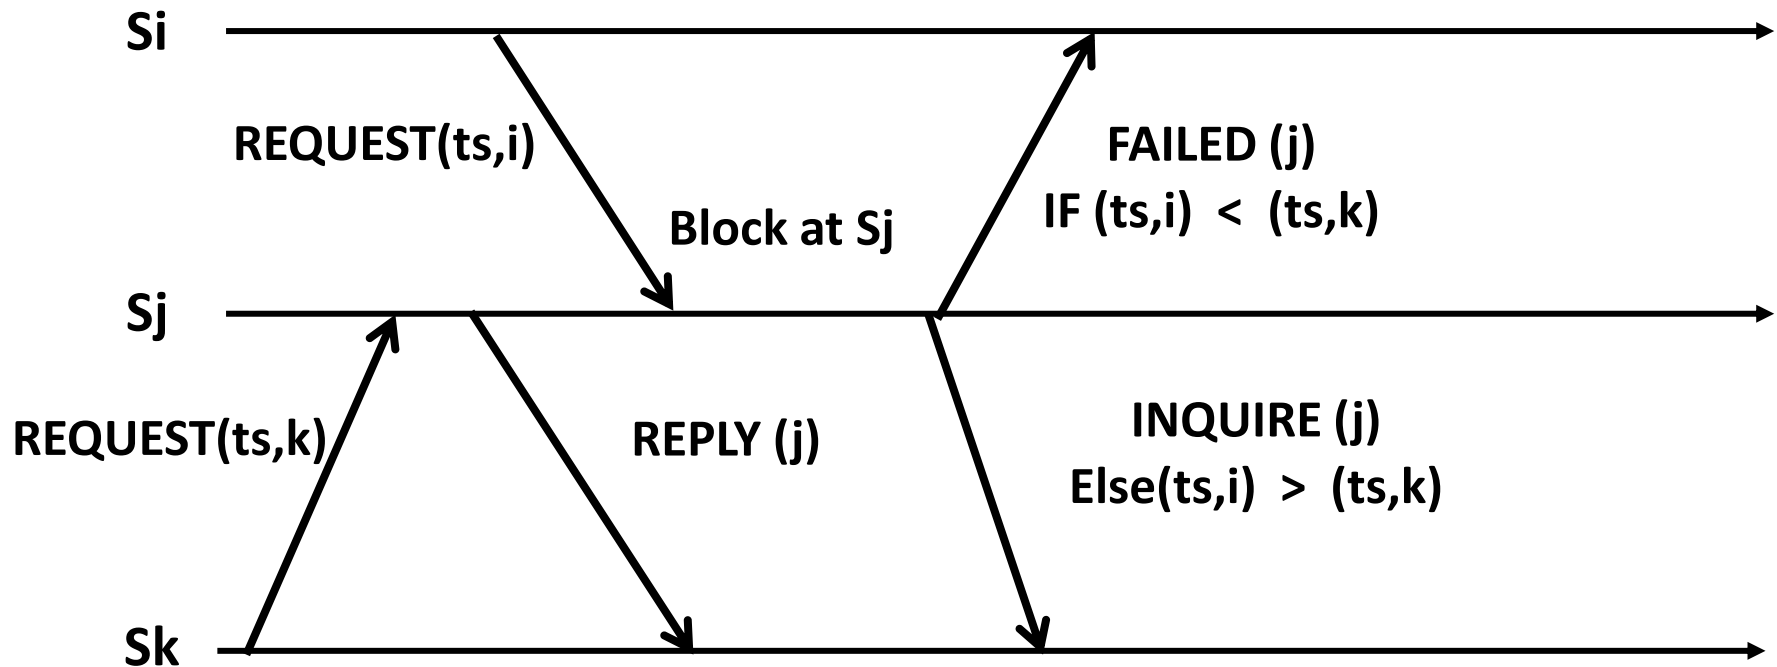 Si
REQUEST(ts,i)
FAILED (j)
IF (ts,i) < (ts,k)
Block at Sj
Sj
REQUEST(ts,k)
REPLY (j)
INQUIRE (j)
Else(ts,i) > (ts,k)
Sk